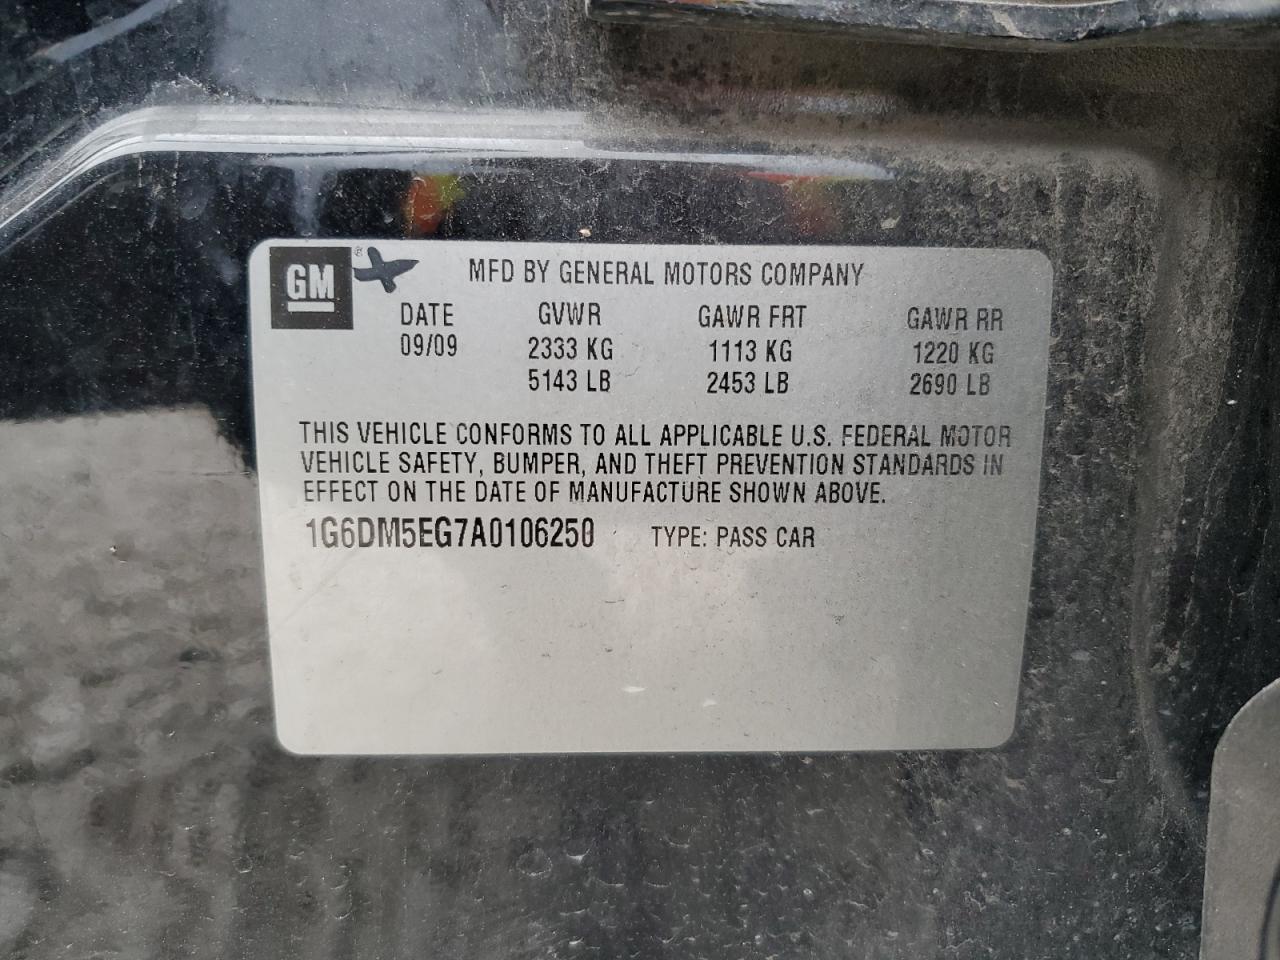 GM ® MFD BY GENERAL MOTORS COMPANY
DATE GVWR GAWR FRT GAWR RR
09/09 2333 KG 1113 KG 1220 KG
5143 LB 2453 LB 2690 LB
THIS VEHICLE CONFORMS TO ALL APPLICABLE U.S. FEDERAL MOTOR
VEHICLE SAFETY, BUMPER, AND THEFT PREVENTION STANDARDS IN
EFFECT ON THE DATE OF MANUFACTURE SHOWN ABOVE.
1G6DM5EG7A0106250 TYPE: PASS CAR